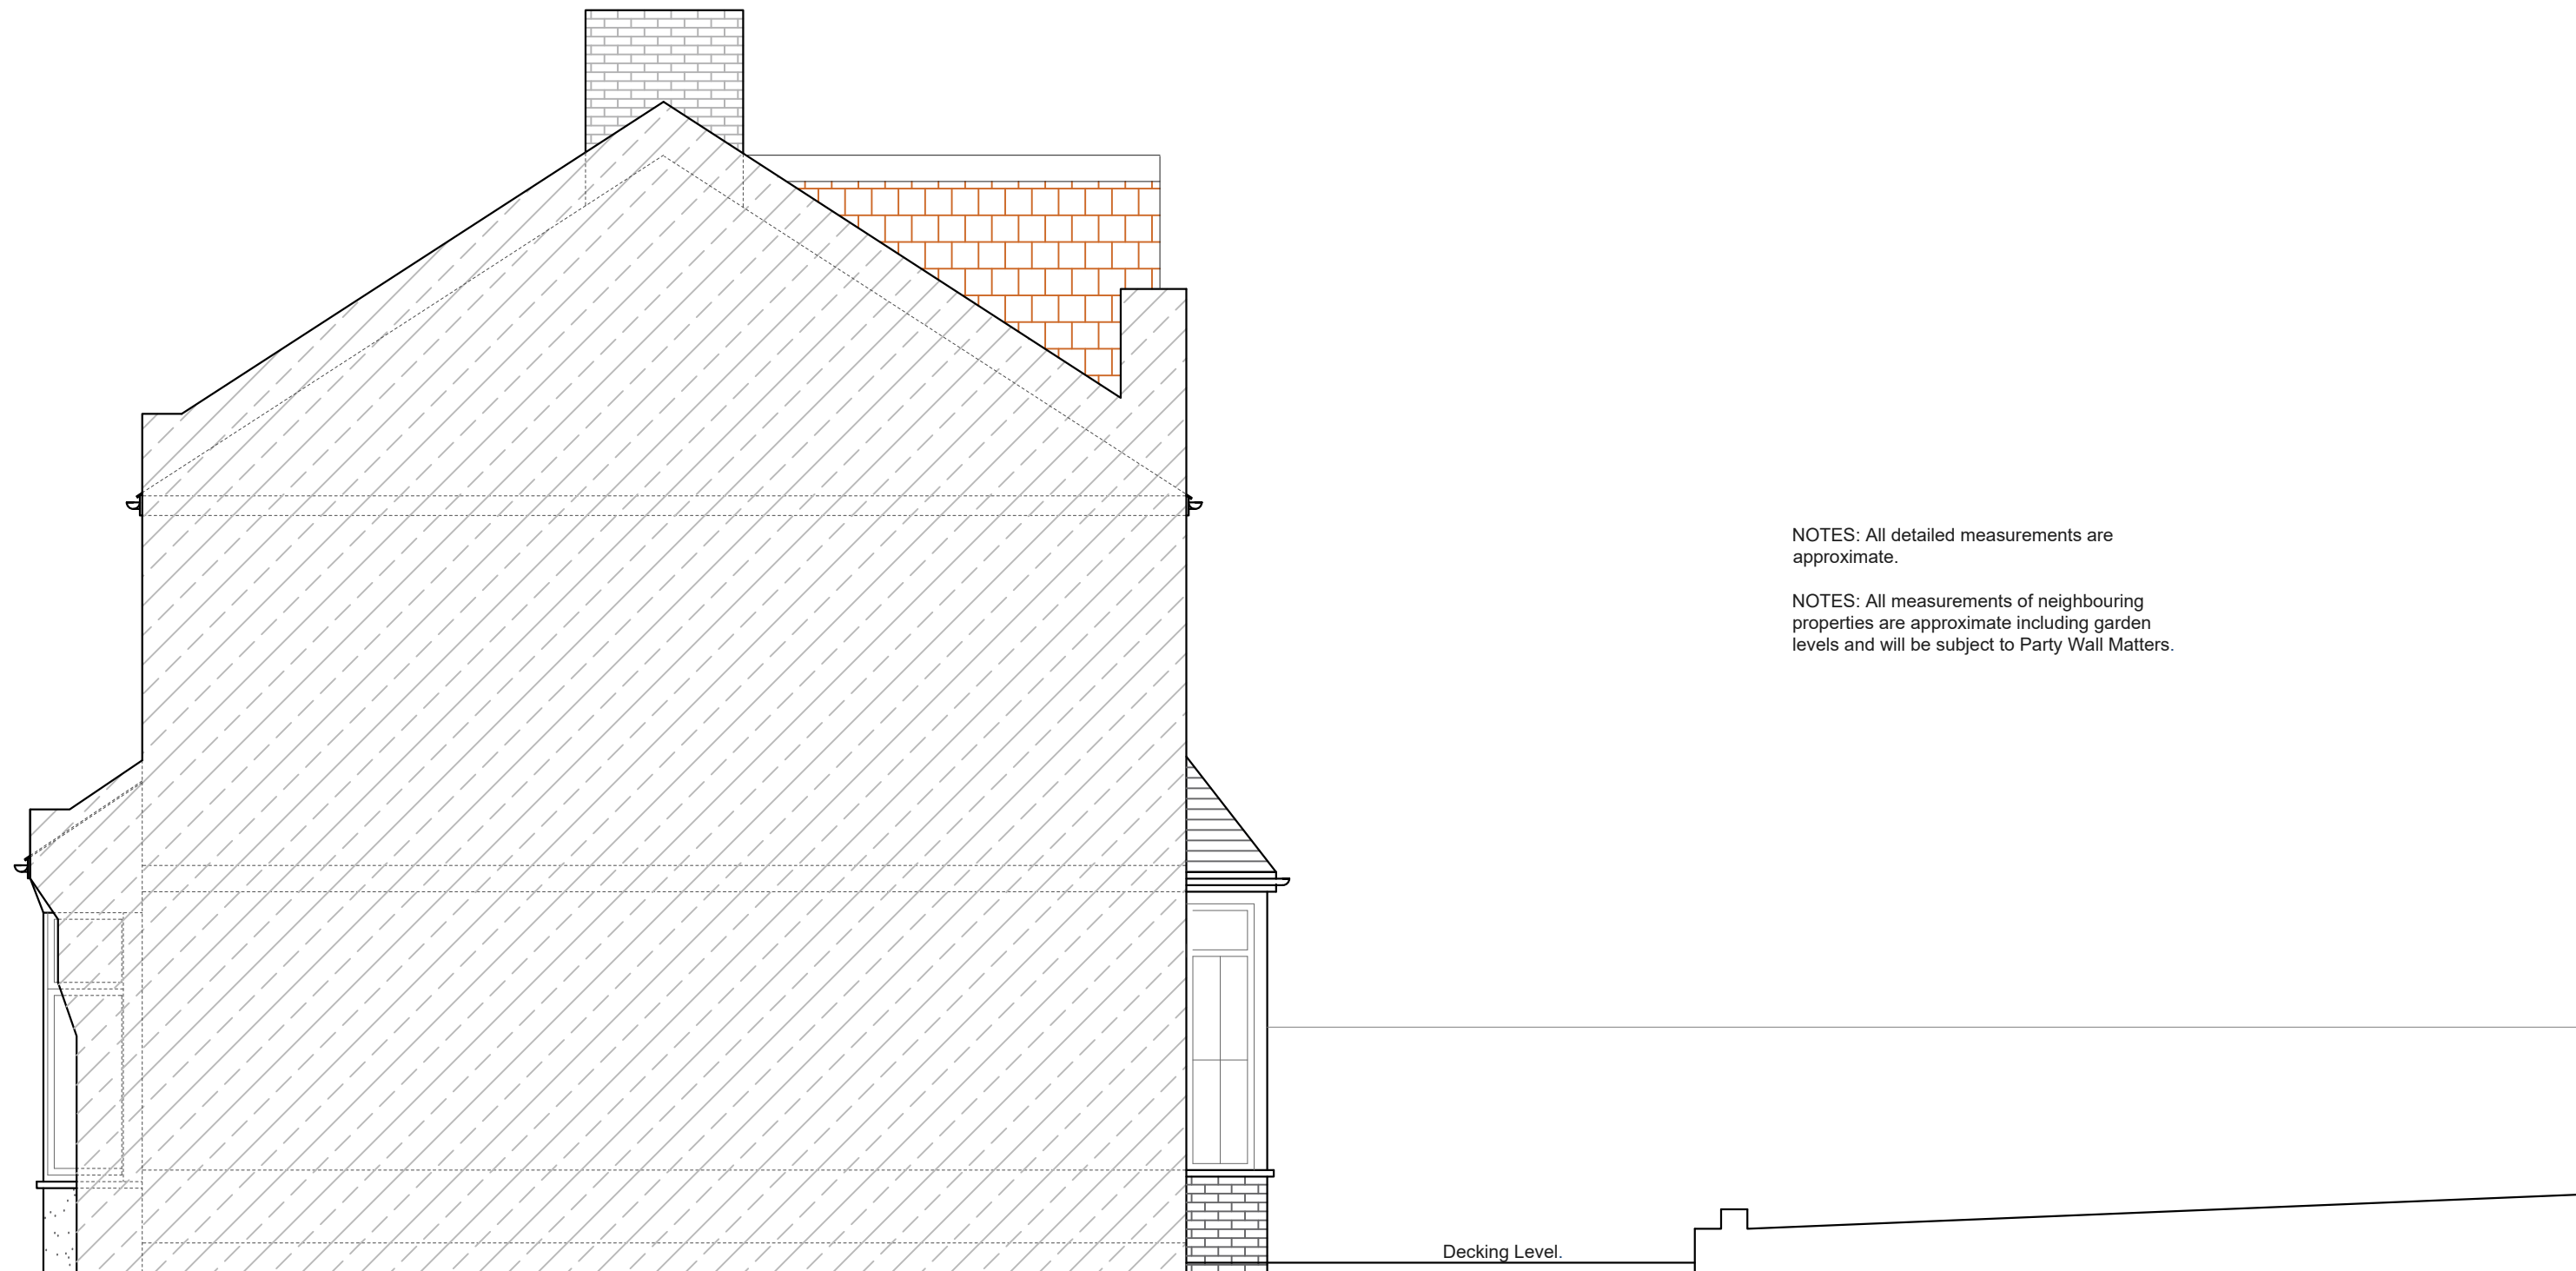 NOTES: All detailed measurements are
approximate.
NOTES: All measurements of neighbouring
properties are approximate including garden
levels and will be subject to Party Wall Matters.
Decking Level.